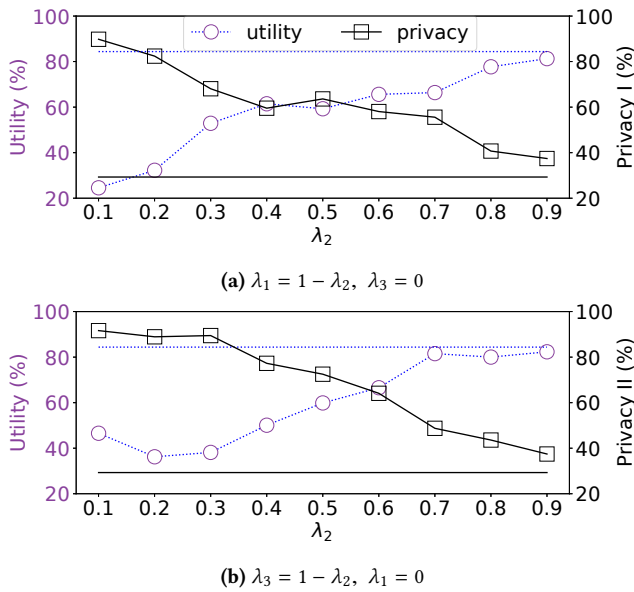 100
80
60
40
20
Utility (%)
utility
privacy
100
80
60
40
20
Privacy I (%)
0.1 0.2 0.3 0.4 0.5 0.6 0.7 0.8 0.9
λ₂
(a) λ₁ = 1 − λ₂, λ₃ = 0
100
80
60
40
20
Utility (%)
100
80
60
40
20
Privacy II (%)
0.1 0.2 0.3 0.4 0.5 0.6 0.7 0.8 0.9
λ₂
(b) λ₃ = 1 − λ₂, λ₁ = 0